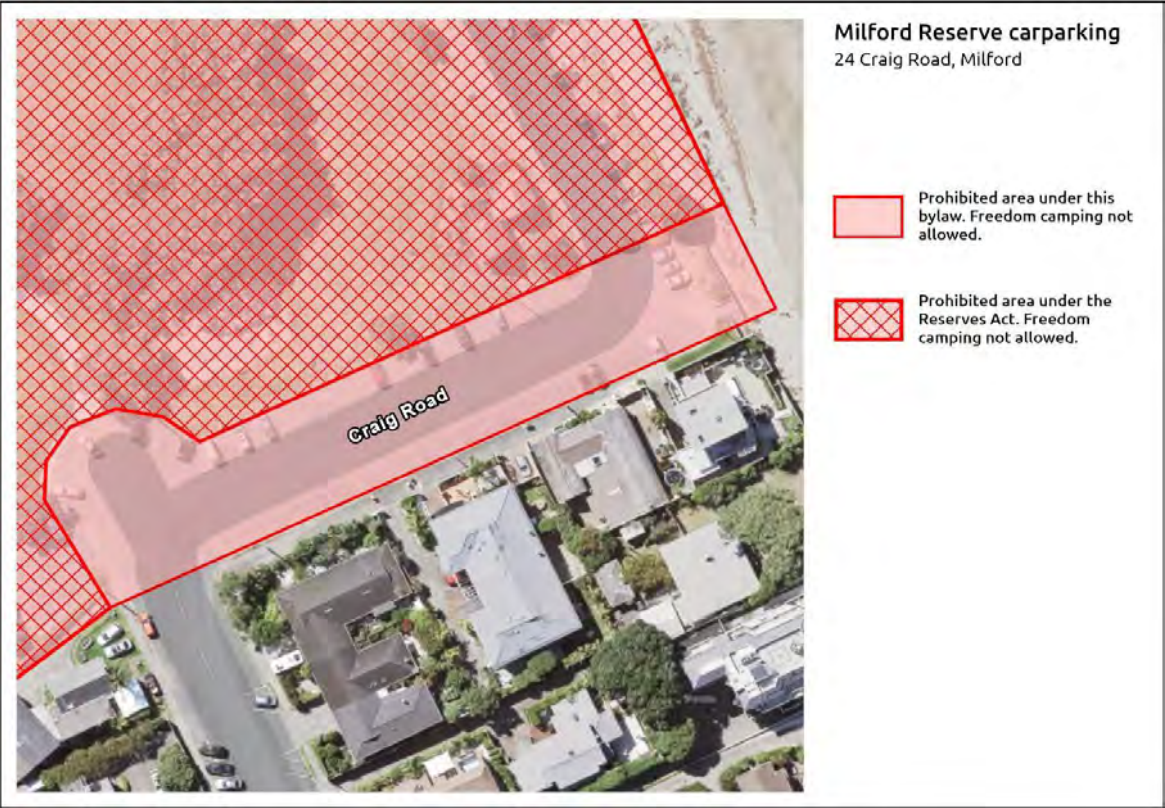 Milford Reserve carparking
24 Craig Road, Milford
Prohibited area under this
bylaw. Freedom camping not
allowed.
Prohibited area under the
Reserves Act. Freedom
camping not allowed.
Craig Road